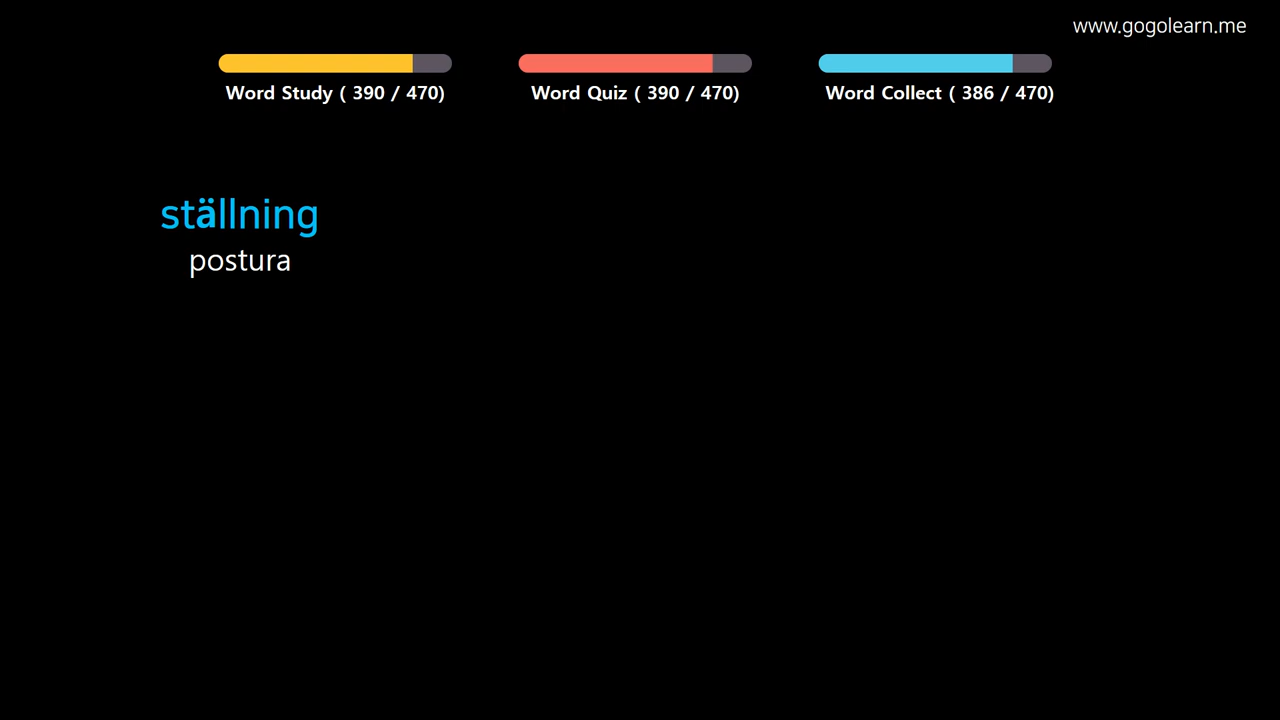 www.gogolearn.me
Word Study ( 390 / 470)
Word Quiz ( 390 / 470)
Word Collect ( 386 / 470)
ställning
postura